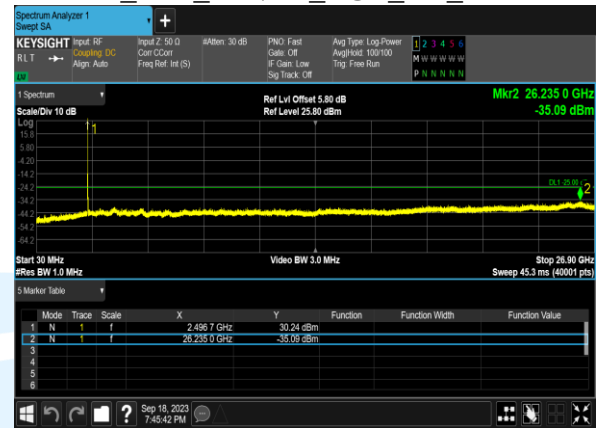 Spectrum Analyzer 1
Swept SA
KEYSIGHT Input: RF Input Z: 50 Ω #Atten: 30 dB PNO: Fast Avg Type: Log-Power 1 2 3 4 5 6
RLT Coupling: DC Corr CCorr Gate: Off Avg|Hold: 100/100 M W W W W W
Align: Auto Freq Ref: Int (S) IF Gain: Low Trig: Free Run
Sig Track: Off P N N N N N
1 Spectrum Ref Lvl Offset 5.80 dB Mkr2 26.235 0 GHz
Scale/Div 10 dB Ref Level 25.80 dBm -35.09 dBm
Log
15.8 1
5.80
-4.20
-14.2
-24.2 DL1 -25.00 2
-34.2
-44.2
-54.2
-64.2
Start 30 MHz Video BW 3.0 MHz Stop 26.90 GHz
#Res BW 1.0 MHz Sweep 45.3 ms (40001 pts)
5 Marker Table
Mode Trace Scale X Y Function Function Width Function Value
1 N 1 f 2.496 7 GHz 30.24 dBm
2 N 1 f 26.235 0 GHz -35.09 dBm
3
4
5
6
? Sep 18, 2023
7:45:42 PM